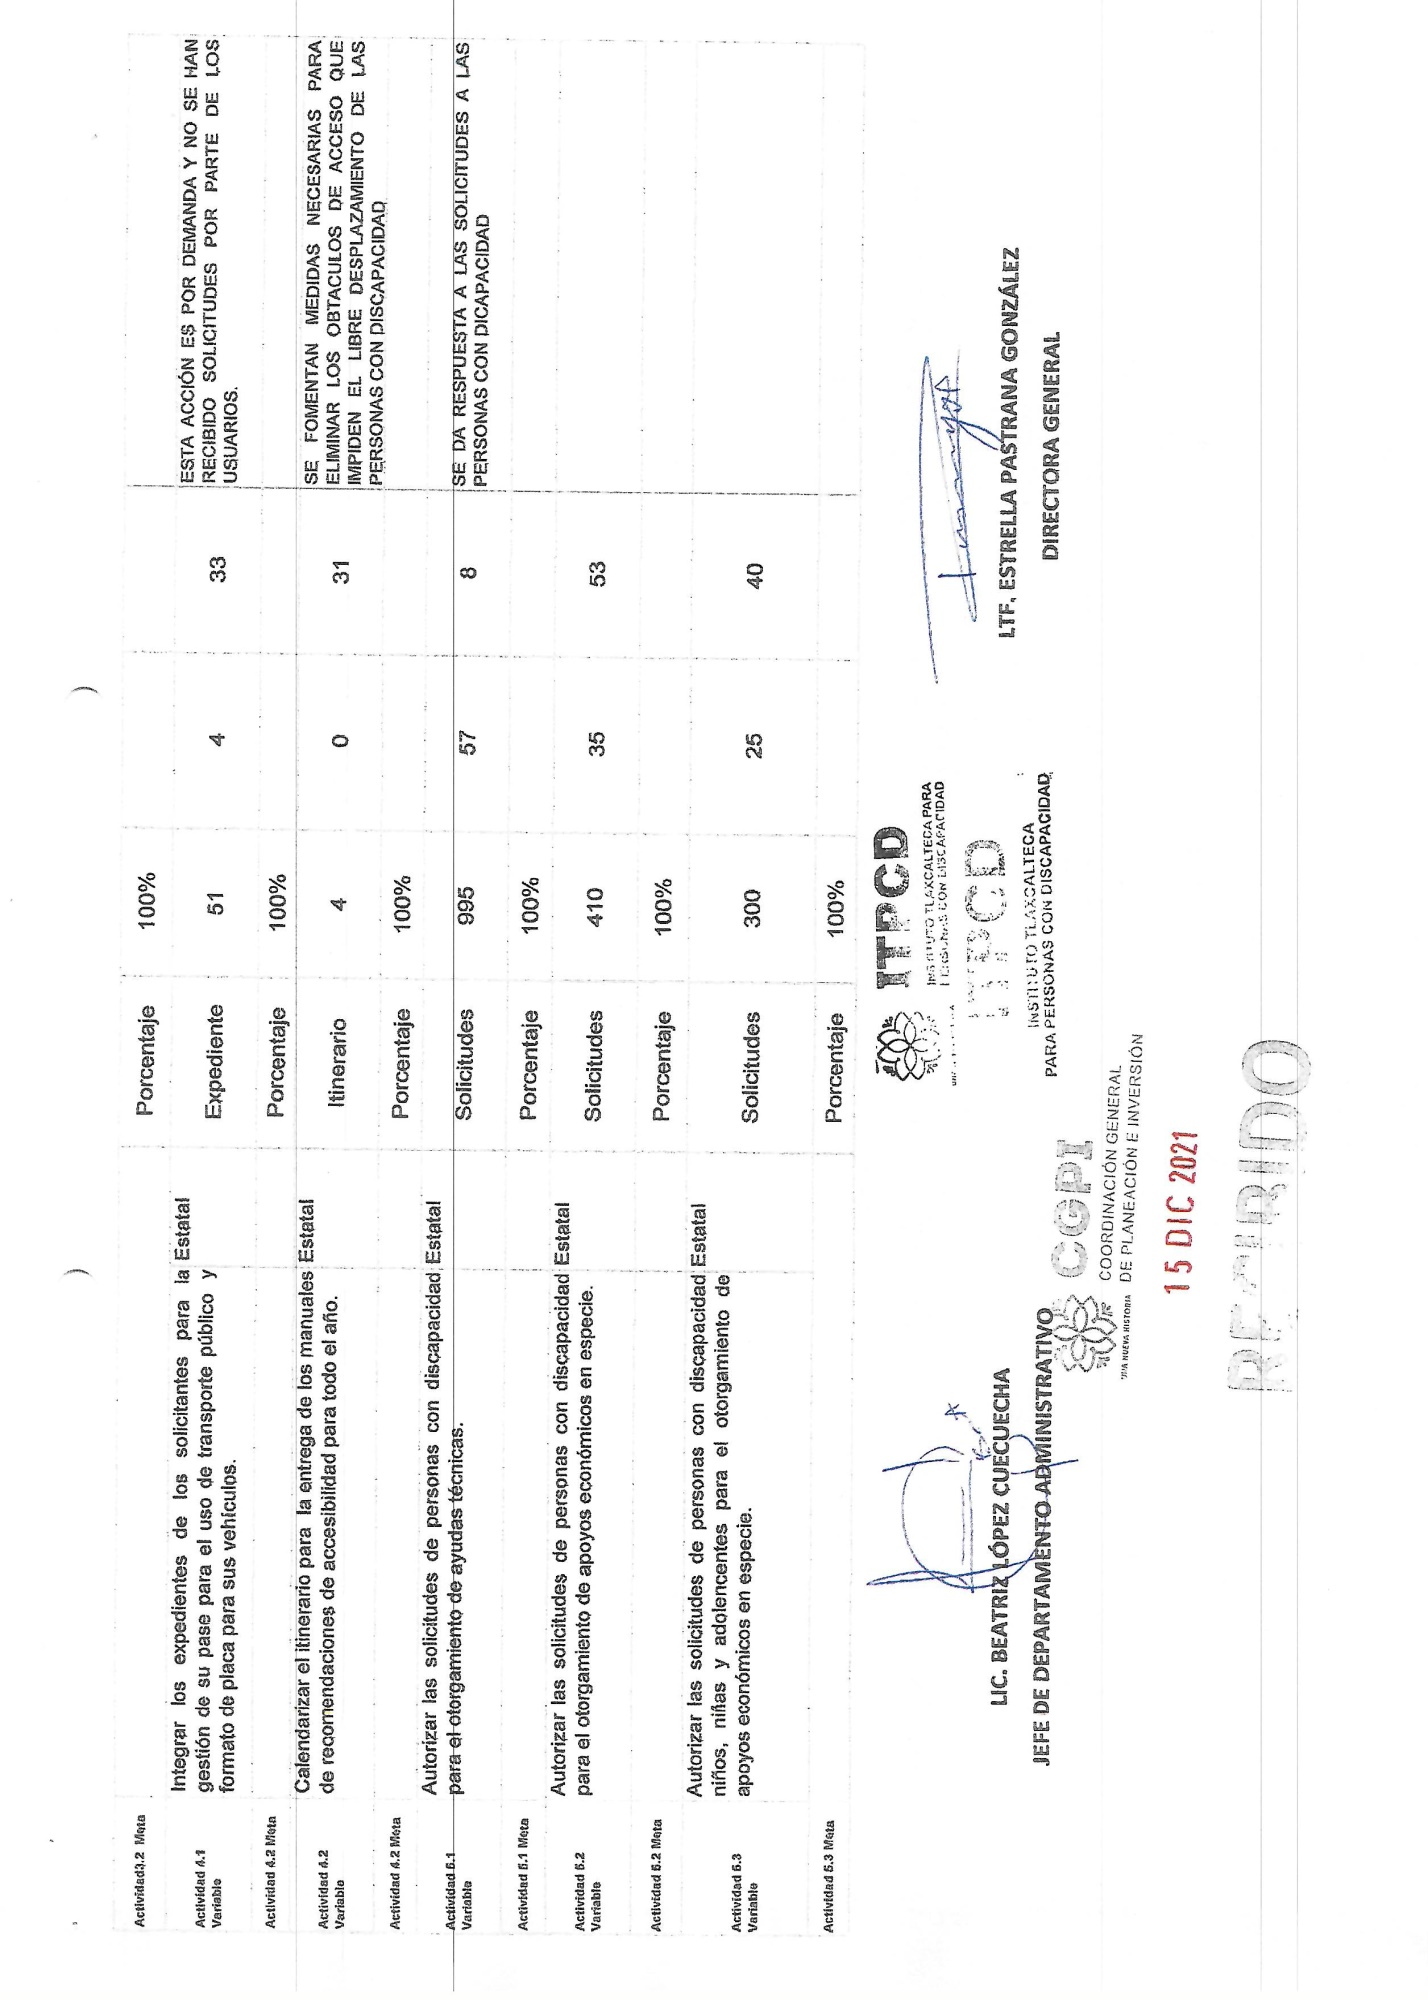 Actividad3.2 Meta Porcentaje 100%
Actividad 4.1 Integrar los expedientes de los solicitantes para la Estatal Expediente 51 4 33 ESTA ACCIÓN ES POR DEMANDA Y NO SE HAN
Variable gestión de su pase para el uso de transporte público y RECIBIDO SOLICITUDES POR PARTE DE LOS
formato de placa para sus vehículos. USUARIOS.
Actividad 4.2 Meta Porcentaje 100%
Actividad 4.2 Calendarizar el itinerario para la entrega de los manuales Estatal Itinerario 4 0 31 SE FOMENTAN MEDIDAS NECESARIAS PARA
Variable de recomendaciones de accesibilidad para todo el año. ELIMINAR LOS OBTACULOS DE ACCESO QUE
IMPIDEN EL LIBRE DESPLAZAMIENTO DE LAS
PERSONAS CON DISCAPACIDAD
Actividad 4.2 Meta Porcentaje 100%
Actividad 5.1 Autorizar las solicitudes de personas con discapacidad Estatal Solicitudes 995 57 8 SE DA RESPUESTA A LAS SOLICITUDES A LAS
Variable para el otorgamiento de ayudas técnicas. PERSONAS CON DICAPACIDAD
Actividad 5.1 Meta Porcentaje 100%
Actividad 5.2 Autorizar las solicitudes de personas con discapacidad Estatal Solicitudes 410 35 53
Variable para el otorgamiento de apoyos económicos en especie.
Actividad 5.2 Meta Porcentaje 100%
Actividad 5.3 Autorizar las solicitudes de personas con discapacidad Estatal Solicitudes 300 25 40
Variable niños, niñas y adolencentes para el otorgamiento de
apoyos económicos en especie.
Actividad 5.3 Meta Porcentaje 100%
ITPCD
INSTITUTO TLAXCALTECA PARA
PERSONAS CON DISCAPACIDAD
ITPCD
INSTITUTO TLAXCALTECA
PARA PERSONAS CON DISCAPACIDAD
LIC. BEATRIZ LÓPEZ CUECUECHA
JEFE DE DEPARTAMENTO ADMINISTRATIVO
LTF. ESTRELLA PASTRANA GONZÁLEZ
DIRECTORA GENERAL
UNA NUEVA HISTORIA
CGPI
COORDINACIÓN GENERAL
DE PLANEACIÓN E INVERSIÓN
15 DIC 2021
RECIBIDO